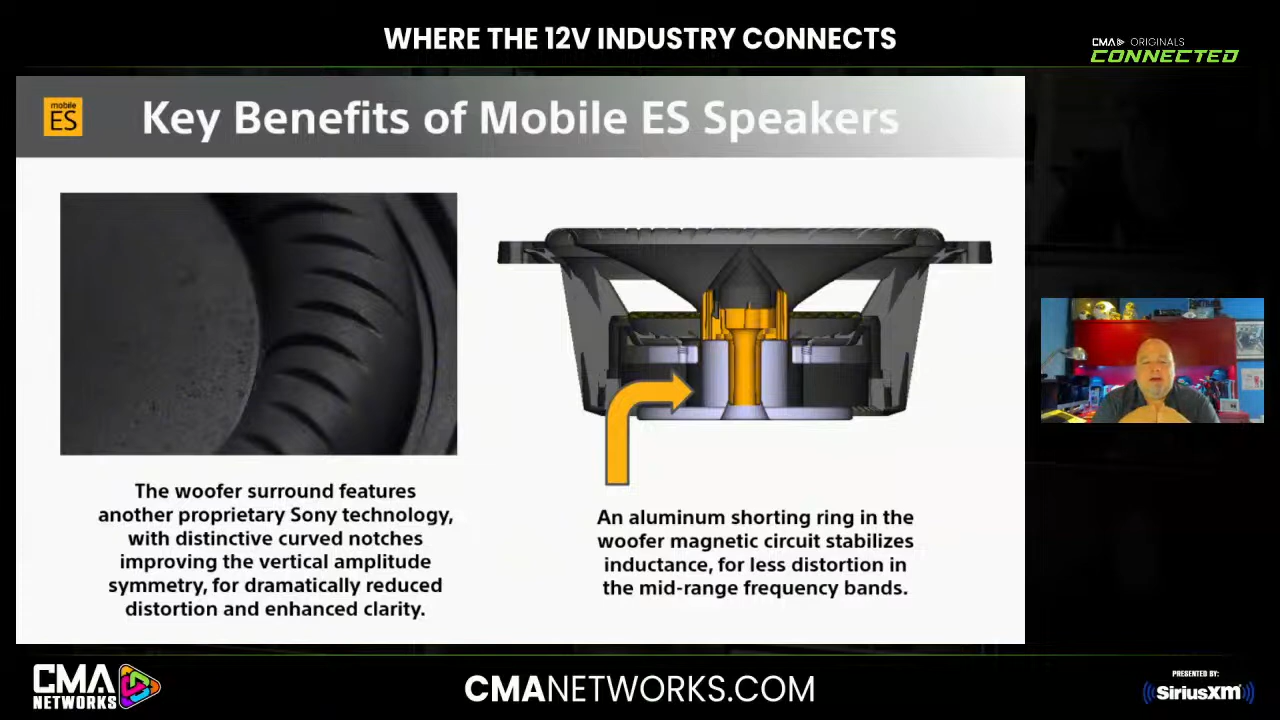 WHERE THE 12V INDUSTRY CONNECTS
CMA ORIGINALS
CONNECTED
mobile
ES
Key Benefits of Mobile ES Speakers
The woofer surround features
another proprietary Sony technology,
with distinctive curved notches
improving the vertical amplitude
symmetry, for dramatically reduced
distortion and enhanced clarity.
An aluminum shorting ring in the
woofer magnetic circuit stabilizes
inductance, for less distortion in
the mid-range frequency bands.
CMA
NETWORKS
CMANETWORKS.COM
PRESENTED BY:
SiriusXM